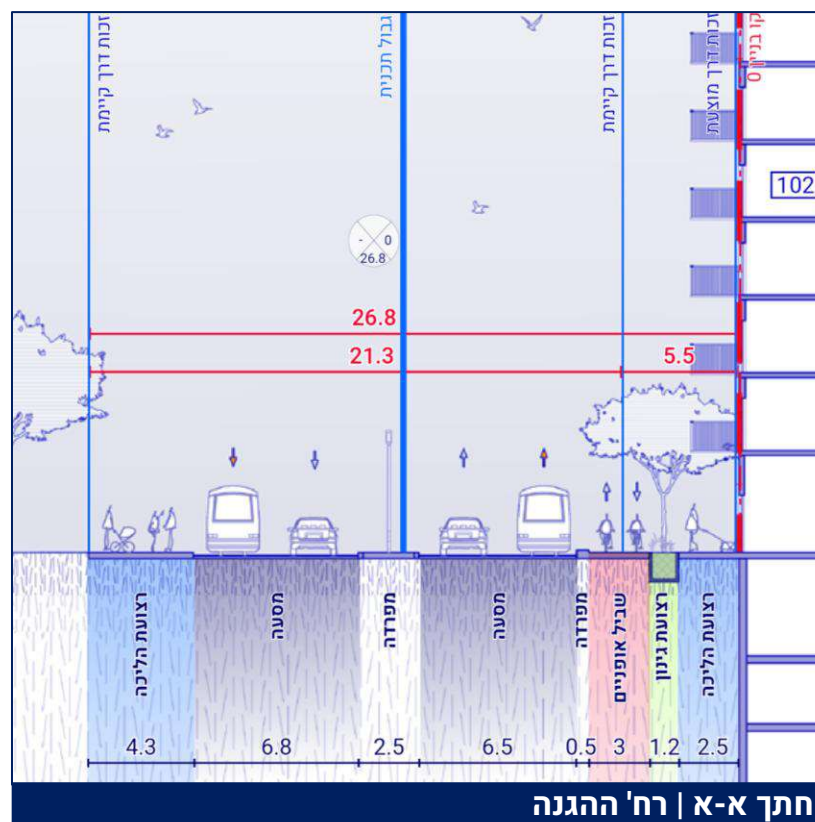 זכות דרך קיימת
גבול תכנית
זכות דרך קיימת
זכות דרך מוצעת
קו בניין 0
102
- 0
26.8
26.8
21.3
5.5
רצועת הליכה
מסעה
מפרדה
מסעה
מפרדה
שביל אופניים
רצועת גינון
רצועת הליכה
4.3 6.8 2.5 6.5 0.5 3 1.2 2.5
חתך א-א | רח' ההגנה